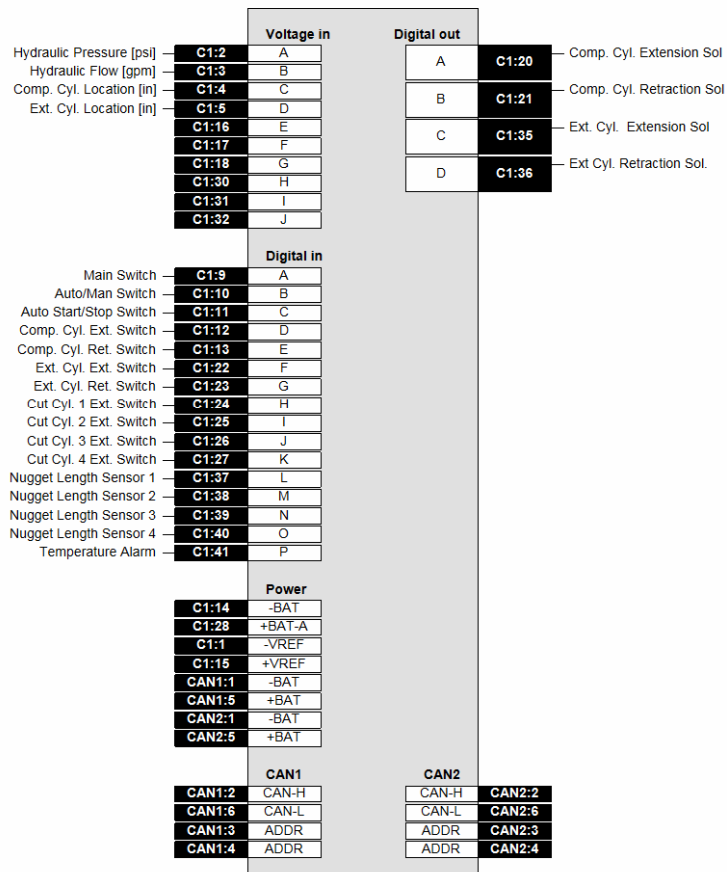 Voltage in Digital out
Hydraulic Pressure [psi] C1:2 A
Hydraulic Flow [gpm] C1:3 B
Comp. Cyl. Location [in] C1:4 C
Ext. Cyl. Location [in] C1:5 D
C1:16 E
C1:17 F
C1:18 G
C1:30 H
C1:31 I
C1:32 J
A C1:20 Comp. Cyl. Extension Sol
B C1:21 Comp. Cyl. Retraction Sol
C C1:35 Ext. Cyl. Extension Sol
D C1:36 Ext Cyl. Retraction Sol.
Digital in
Main Switch C1:9 A
Auto/Man Switch C1:10 B
Auto Start/Stop Switch C1:11 C
Comp. Cyl. Ext. Switch C1:12 D
Comp. Cyl. Ret. Switch C1:13 E
Ext. Cyl. Ext. Switch C1:22 F
Ext. Cyl. Ret. Switch C1:23 G
Cut Cyl. 1 Ext. Switch C1:24 H
Cut Cyl. 2 Ext. Switch C1:25 I
Cut Cyl. 3 Ext. Switch C1:26 J
Cut Cyl. 4 Ext. Switch C1:27 K
Nugget Length Sensor 1 C1:37 L
Nugget Length Sensor 2 C1:38 M
Nugget Length Sensor 3 C1:39 N
Nugget Length Sensor 4 C1:40 O
Temperature Alarm C1:41 P
Power
C1:14 -BAT
C1:28 +BAT-A
C1:1 -VREF
C1:15 +VREF
CAN1:1 -BAT
CAN1:5 +BAT
CAN2:1 -BAT
CAN2:5 +BAT
CAN1 CAN2
CAN1:2 CAN-H CAN-H CAN2:2
CAN1:6 CAN-L CAN-L CAN2:6
CAN1:3 ADDR ADDR CAN2:3
CAN1:4 ADDR ADDR CAN2:4